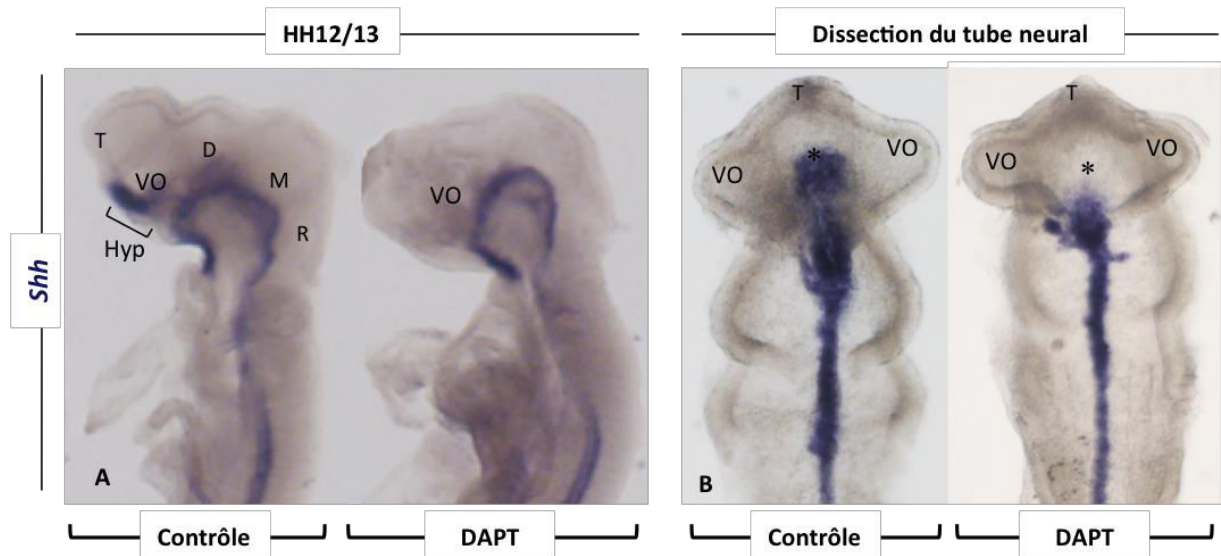 HH12/13
Dissection du tube neural
Shh
T
D
VO
M
R
Hyp
A
VO
T
VO
VO
*
B
T
VO
VO
*
Contrôle
DAPT
Contrôle
DAPT